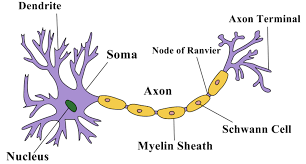 Dendrite
Axon Terminal
Soma
Node of Ranvier
Axon
Schwann Cell
Myelin Sheath
Nucleus